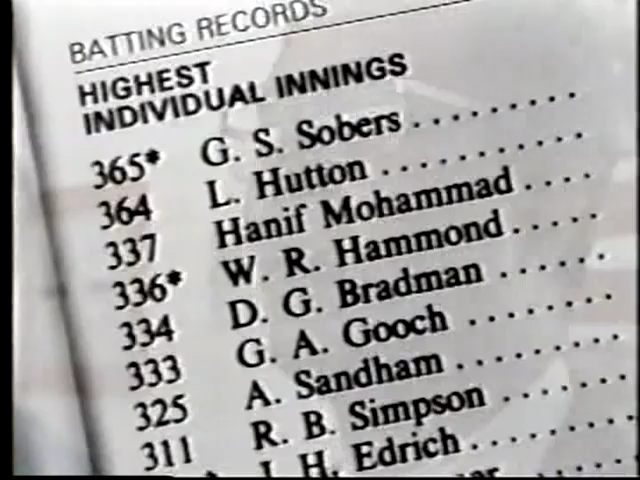 BATTING RECORDS
HIGHEST
INDIVIDUAL INNINGS
365* G. S. Sobers . . . . . . . . .
364 L. Hutton . . . . . . . . . . .
337 Hanif Mohammad . . . .
336* W. R. Hammond . . . . .
334 D. G. Bradman . . . . . .
333 G. A. Gooch . . . . . . . .
325 A. Sandham . . . . . . . . .
311 R. B. Simpson . . . . . . .
J. H. Edrich . . . . . . . .